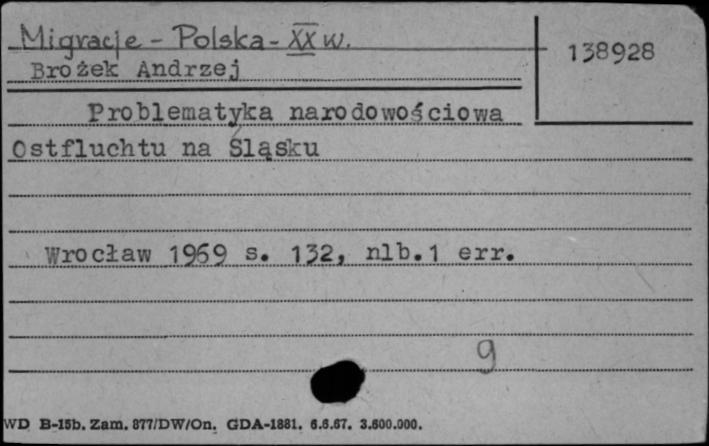 Migracje - Polska - XX w.
138928
Brożek Andrzej
Problematyka narodowościowa
Ostfluchtu na Śląsku
Wrocław 1969 s. 132, nlb.1 err.
9
WD B-15b. Zam. 877/DW/On. GDA-1881. 6.6.67. 3.600.000.